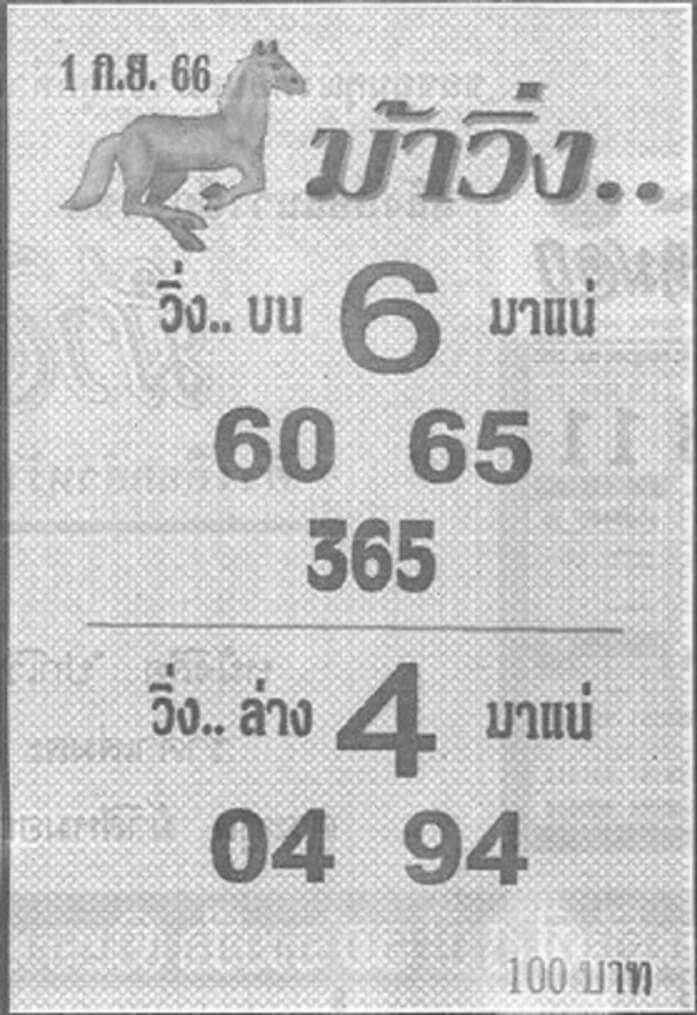 1 ก.ย. 66
ม้าวิ่ง..
วิ่ง.. บน 6 มาแน่
60 65
365
วิ่ง.. ล่าง 4 มาแน่
04 94
100 บาท